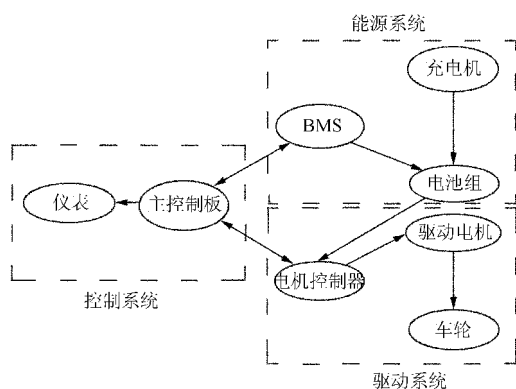 能源系统
充电机
BMS
电池组
仪表
主控制板
驱动电机
电机控制器
控制系统
车轮
驱动系统